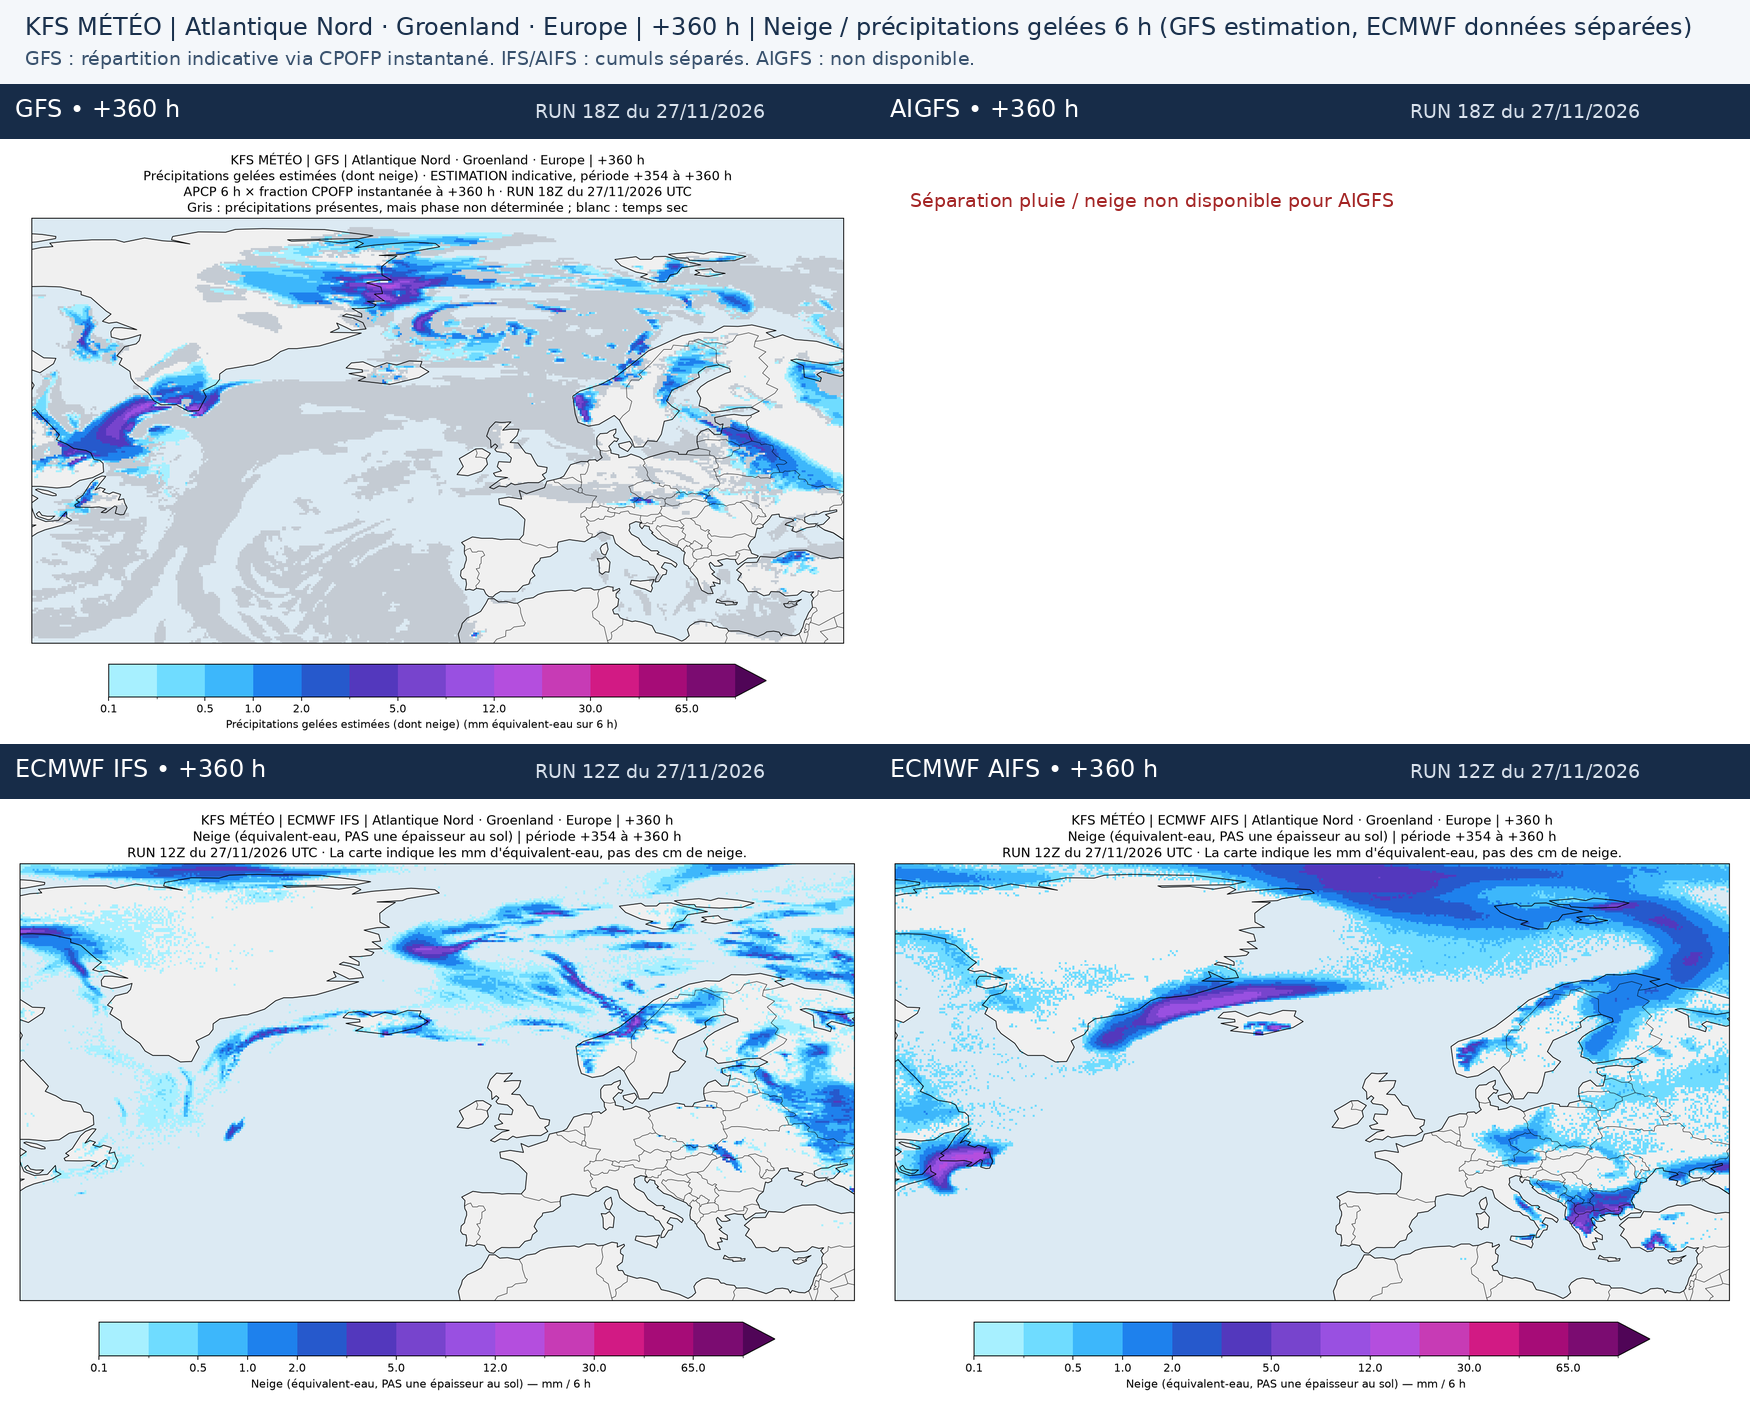 KFS MÉTÉO | Atlantique Nord · Groenland · Europe | +360 h | Neige / précipitations gelées 6 h (GFS estimation, ECMWF données séparées)
GFS : répartition indicative via CPOFP instantané. IFS/AIFS : cumuls séparés. AIGFS : non disponible.
GFS • +360 h
RUN 18Z du 27/11/2026
AIGFS • +360 h
RUN 18Z du 27/11/2026
KFS MÉTÉO | GFS | Atlantique Nord · Groenland · Europe | +360 h
Précipitations gelées estimées (dont neige) · ESTIMATION indicative, période +354 à +360 h
APCP 6 h × fraction CPOFP instantanée à +360 h · RUN 18Z du 27/11/2026 UTC
Gris : précipitations présentes, mais phase non déterminée ; blanc : temps sec
Séparation pluie / neige non disponible pour AIGFS
0.1 0.5 1.0 2.0 5.0 12.0 30.0 65.0
Précipitations gelées estimées (dont neige) (mm équivalent-eau sur 6 h)
ECMWF IFS • +360 h
RUN 12Z du 27/11/2026
ECMWF AIFS • +360 h
RUN 12Z du 27/11/2026
KFS MÉTÉO | ECMWF IFS | Atlantique Nord · Groenland · Europe | +360 h
Neige (équivalent-eau, PAS une épaisseur au sol) | période +354 à +360 h
RUN 12Z du 27/11/2026 UTC · La carte indique les mm d'équivalent-eau, pas des cm de neige.
0.1 0.5 1.0 2.0 5.0 12.0 30.0 65.0
Neige (équivalent-eau, PAS une épaisseur au sol) — mm / 6 h
KFS MÉTÉO | ECMWF AIFS | Atlantique Nord · Groenland · Europe | +360 h
Neige (équivalent-eau, PAS une épaisseur au sol) | période +354 à +360 h
RUN 12Z du 27/11/2026 UTC · La carte indique les mm d'équivalent-eau, pas des cm de neige.
0.1 0.5 1.0 2.0 5.0 12.0 30.0 65.0
Neige (équivalent-eau, PAS une épaisseur au sol) — mm / 6 h